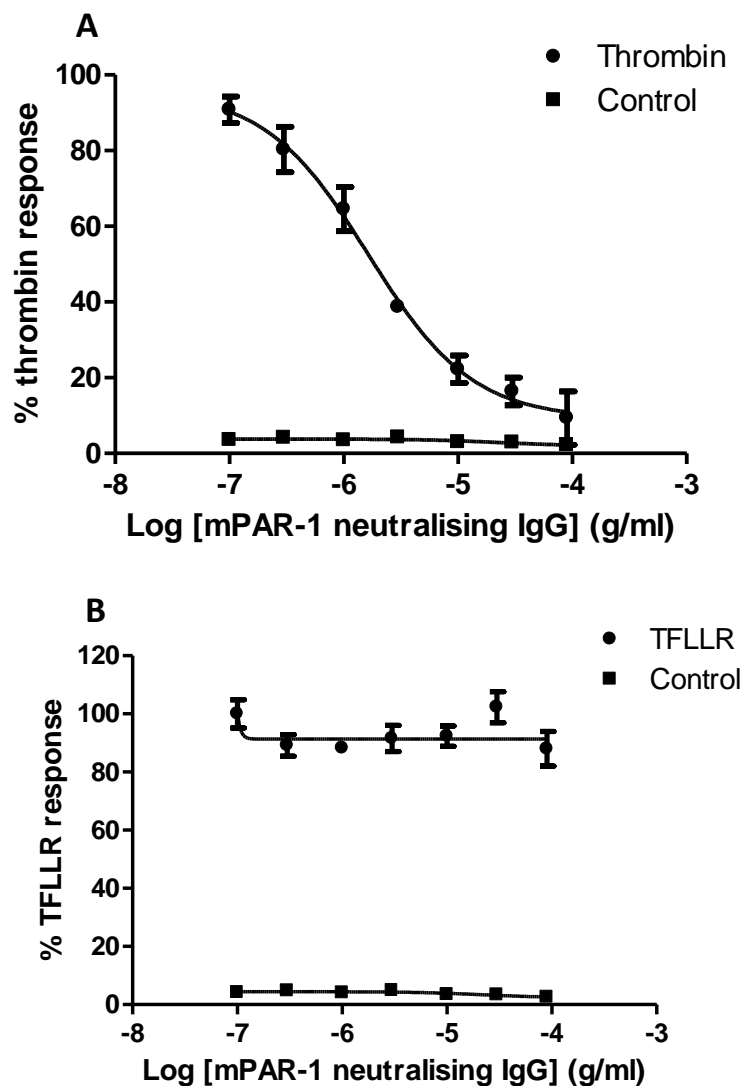 A
Thrombin
Control
100
80
60
40
20
0
% thrombin response
-8 -7 -6 -5 -4 -3
Log [mPAR-1 neutralising IgG] (g/ml)
B
TFLLR
Control
120
100
80
60
40
20
0
% TFLLR response
-8 -7 -6 -5 -4 -3
Log [mPAR-1 neutralising IgG] (g/ml)